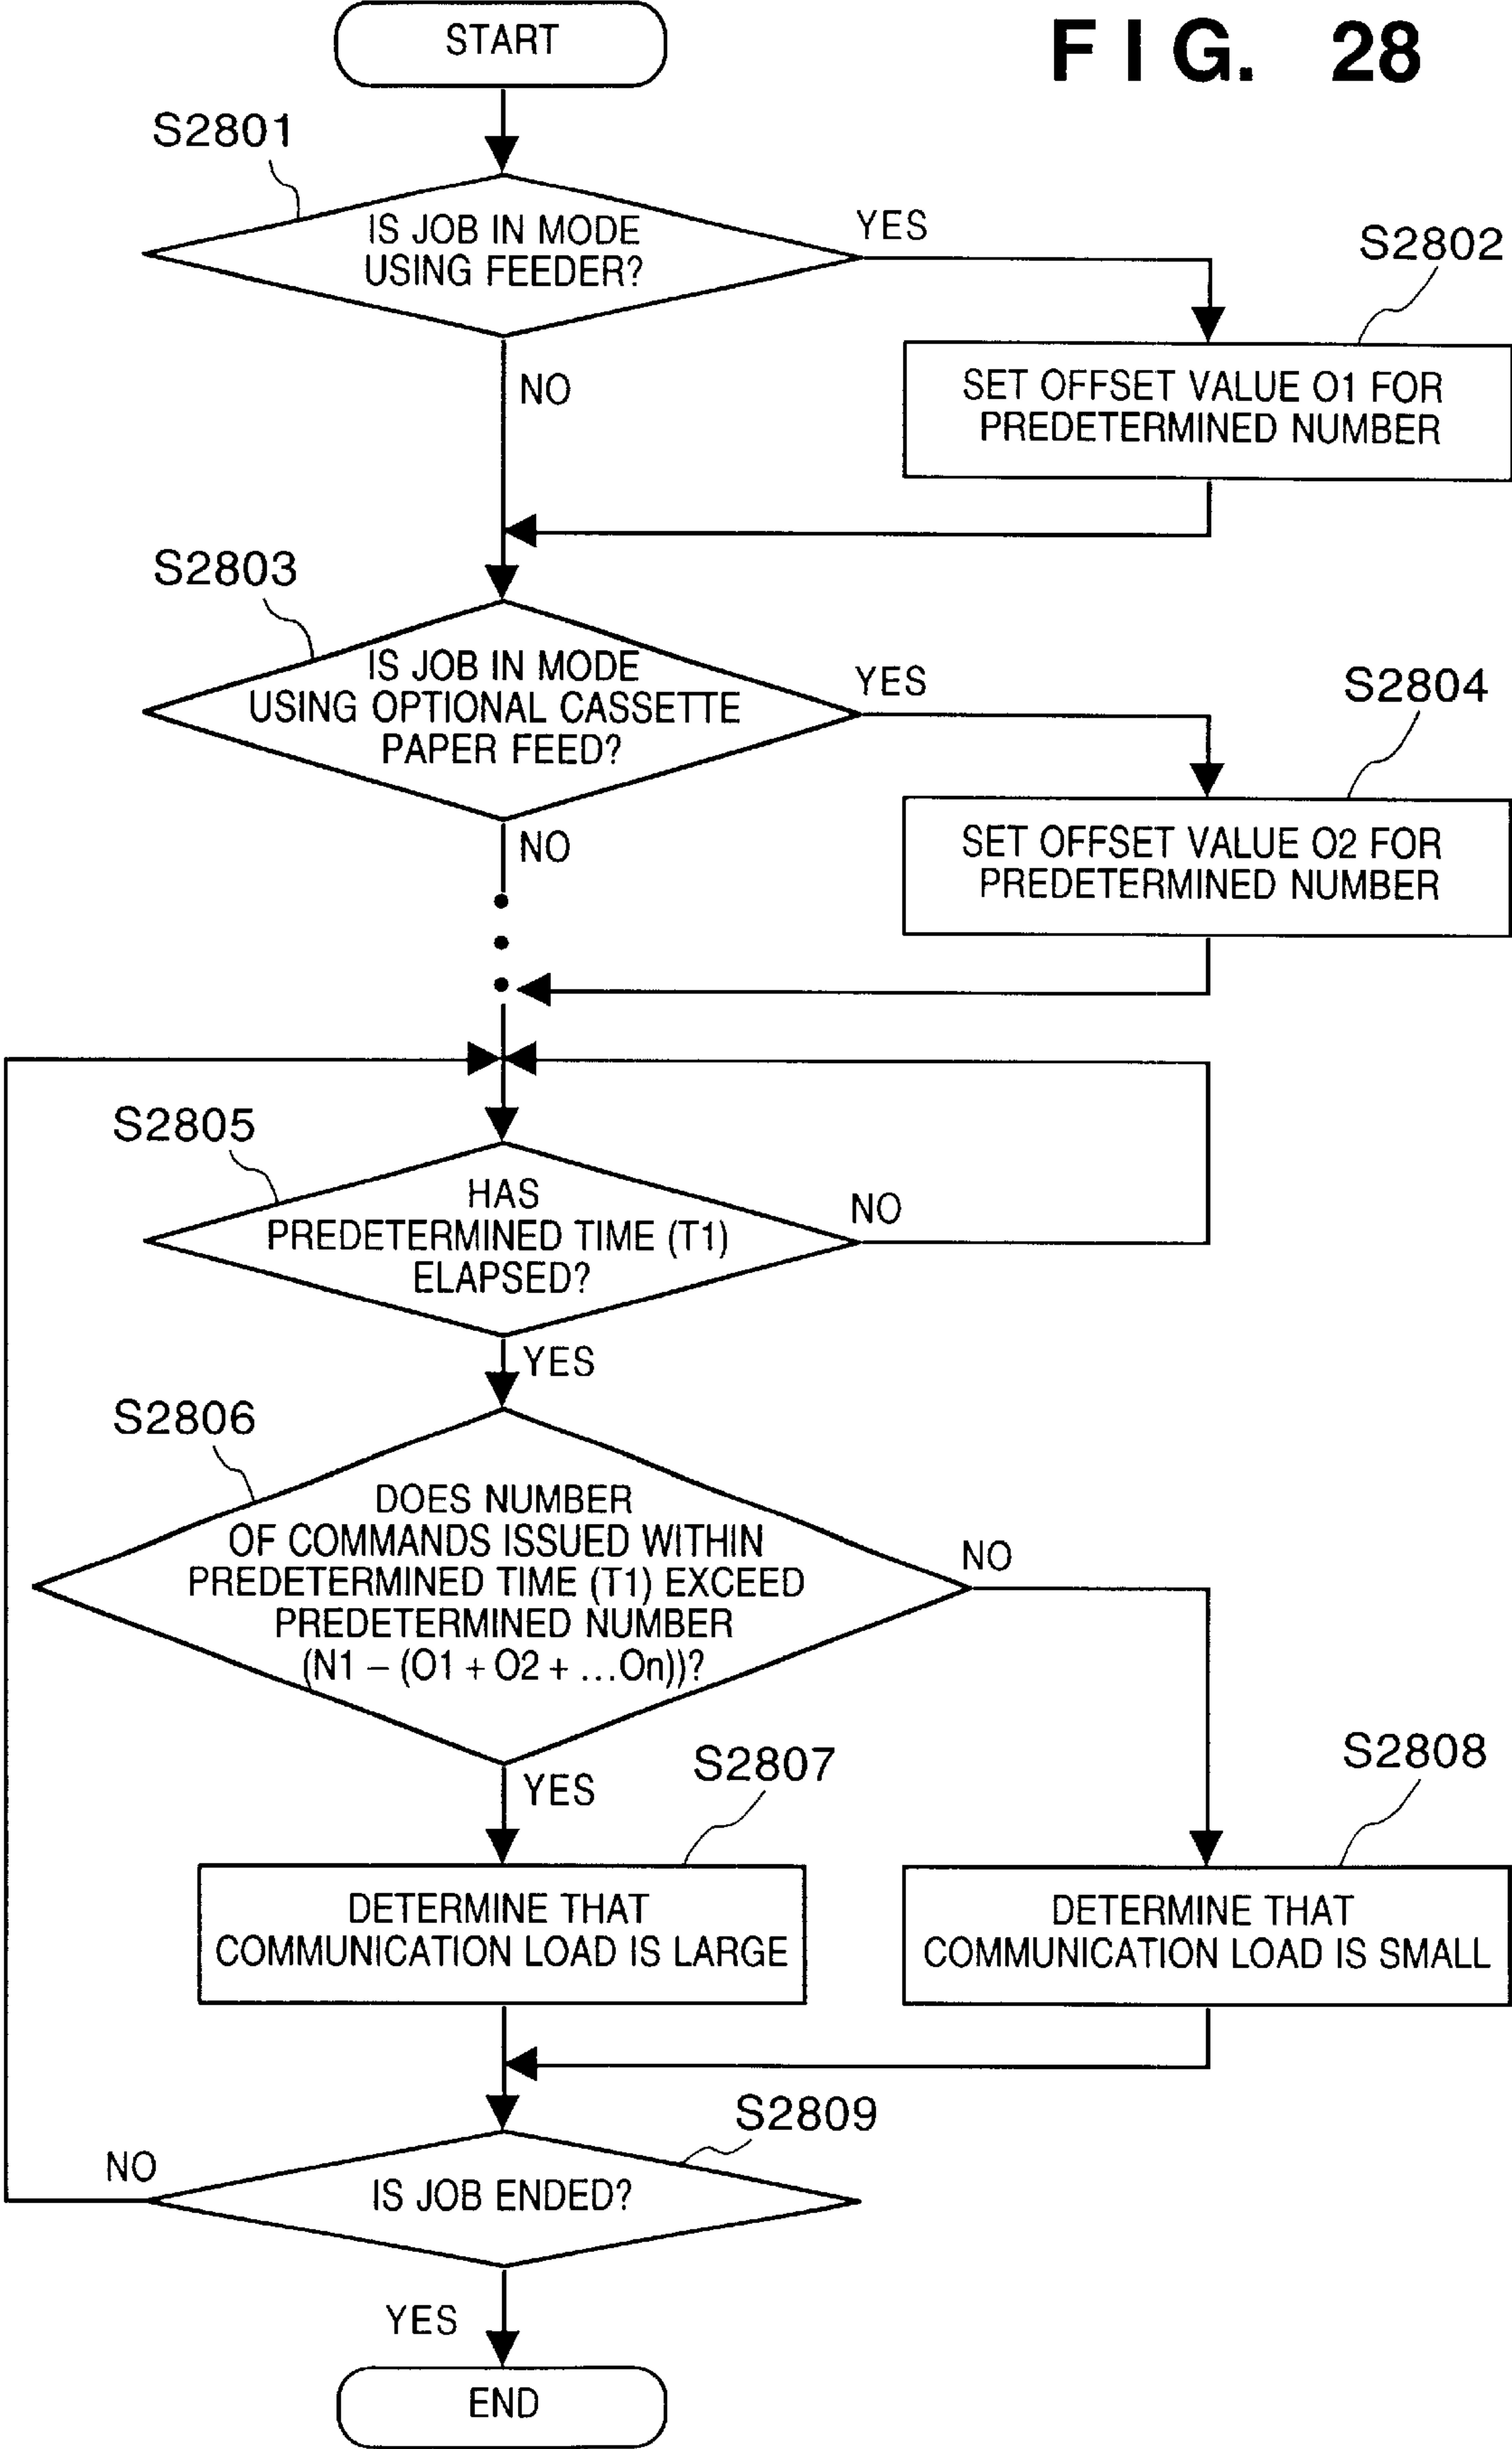 START
FIG. 28
S2801
IS JOB IN MODE
USING FEEDER?
YES
S2802
NO
SET OFFSET VALUE O1 FOR
PREDETERMINED NUMBER
S2803
IS JOB IN MODE
USING OPTIONAL CASSETTE
PAPER FEED?
YES
S2804
NO
SET OFFSET VALUE O2 FOR
PREDETERMINED NUMBER
S2805
HAS
PREDETERMINED TIME (T1)
ELAPSED?
NO
YES
S2806
DOES NUMBER
OF COMMANDS ISSUED WITHIN
PREDETERMINED TIME (T1) EXCEED
PREDETERMINED NUMBER
(N1 – (O1 + O2 + ...On))?
NO
YES
S2807
S2808
DETERMINE THAT
COMMUNICATION LOAD IS LARGE
DETERMINE THAT
COMMUNICATION LOAD IS SMALL
S2809
NO
IS JOB ENDED?
YES
END